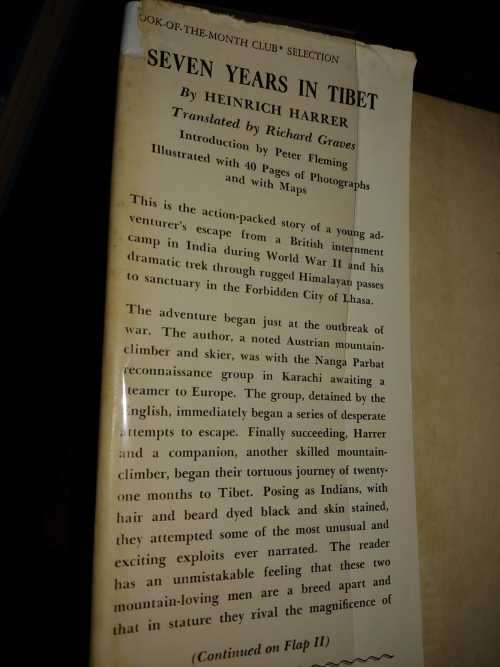 OOK-OF-THE-MONTH CLUB* SELECTION
SEVEN YEARS IN TIBET
By HEINRICH HARRER
Translated by Richard Graves
Introduction by Peter Fleming
Illustrated with 40 Pages of Photographs
and with Maps
This is the action-packed story of a young ad-
venturer's escape from a British internment
camp in India during World War II and his
dramatic trek through rugged Himalayan passes
to sanctuary in the Forbidden City of Lhasa.
The adventure began just at the outbreak of
war. The author, a noted Austrian mountain-
climber and skier, was with the Nanga Parbat
reconnaissance group in Karachi awaiting a
steamer to Europe. The group, detained by the
English, immediately began a series of desperate
attempts to escape. Finally succeeding, Harrer
and a companion, another skilled mountain-
climber, began their tortuous journey of twenty-
one months to Tibet. Posing as Indians, with
hair and beard dyed black and skin stained,
they attempted some of the most unusual and
exciting exploits ever narrated. The reader
has an unmistakable feeling that these two
mountain-loving men are a breed apart and
that in stature they rival the magnificence of
(Continued on Flap II)